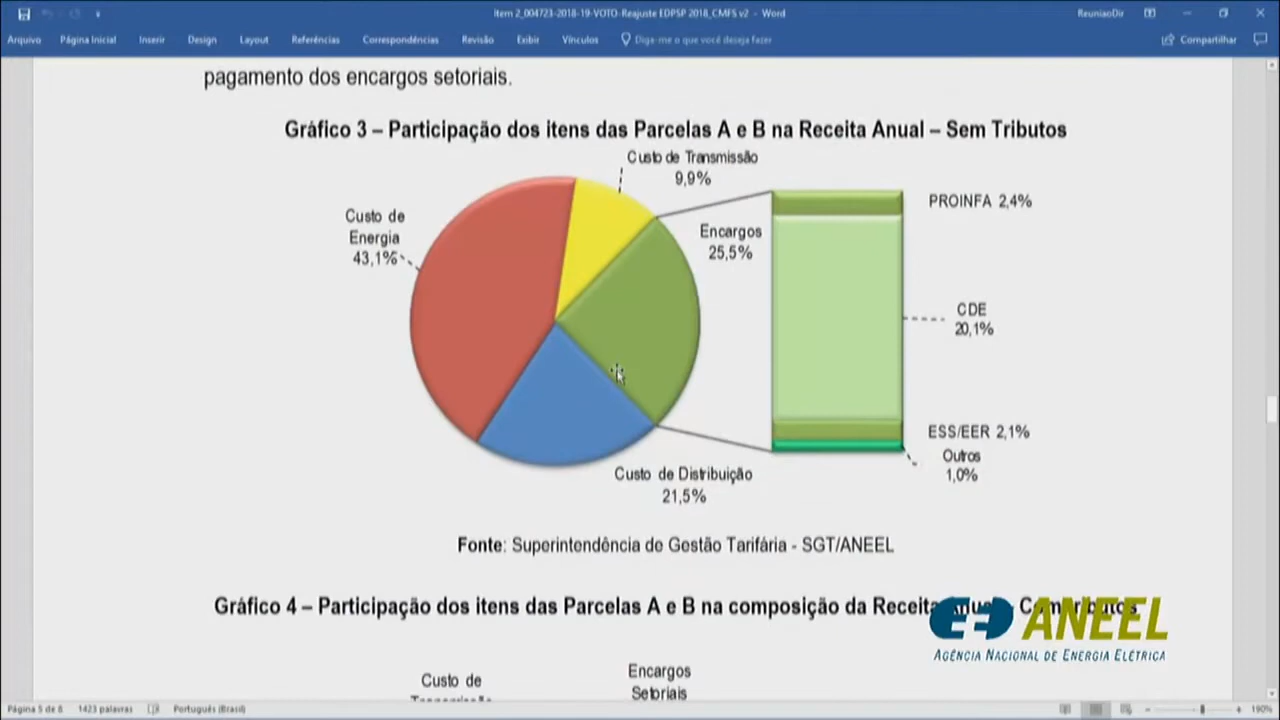 Item 2_004723-2018-19-VOTO-Reajuste EDPSP 2018_CMFS v2 - Word
ReuniaoDir
Arquivo Página Inicial Inserir Design Layout Referências Correspondências Revisão Exibir Vínculos Diga-me o que você deseja fazer Compartilhar
pagamento dos encargos setoriais.
Gráfico 3 – Participação dos itens das Parcelas A e B na Receita Anual – Sem Tributos
Custo de Transmissão
9,9%
PROINFA 2,4%
Custo de
Energia
43,1%
Encargos
25,5%
CDE
20,1%
ESS/EER 2,1%
Outros
1,0%
Custo de Distribuição
21,5%
Fonte: Superintendência de Gestão Tarifária - SGT/ANEEL
Gráfico 4 – Participação dos itens das Parcelas A e B na composição da Receita
ANEEL
AGÊNCIA NACIONAL DE ENERGIA ELÉTRICA
Encargos
Setoriais
Custo de
Página 5 de 8 1423 palavras Português (Brasil) 190%